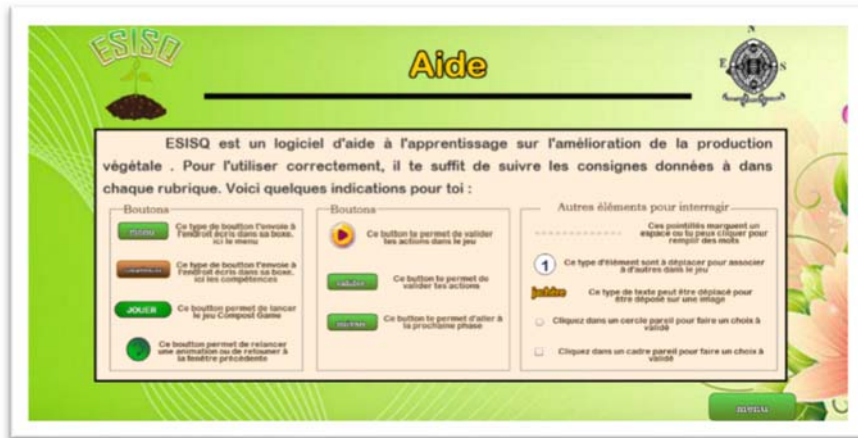 ESISQ
Aide
E N S
ESISQ est un logiciel d'aide à l'apprentissage sur l'amélioration de la production
végétale . Pour l'utiliser correctement, il te suffit de suivre les consignes données à dans
chaque rubrique. Voici quelques indications pour toi :
Boutons
menu
Ce type de boutton t'envoie à
l'endroit écris dans sa boxe.
ici le menu
Ce type de boutton t'envoie à
l'endroit écris dans sa boxe.
ici les compétences
JOUER
Ce boutton permet de lancer
le jeu Compost Game
Ce boutton permet de relancer
une animation ou de retouner à
la fenêtre précédente
Boutons
Ce button te permet de valider
tes actions dans le jeu
valider
Ce button te permet de
valider tes actions
Ce button te permet d'aller à
la prochaine phase
Autres éléments pour interragir
Ces pointillés marquent un
espace ou tu peux cliquer pour
remplir des mots
1
Ce type d'élément sont à déplacer pour associer
à d'autres dans le jeu
jachère
Ce type de texte peut être déplacé pour
être déposé sur une image
Cliquez dans un cercle pareil pour faire un choix à
validé
Cliquez dans un cadre pareil pour faire un choix à
validé
menu